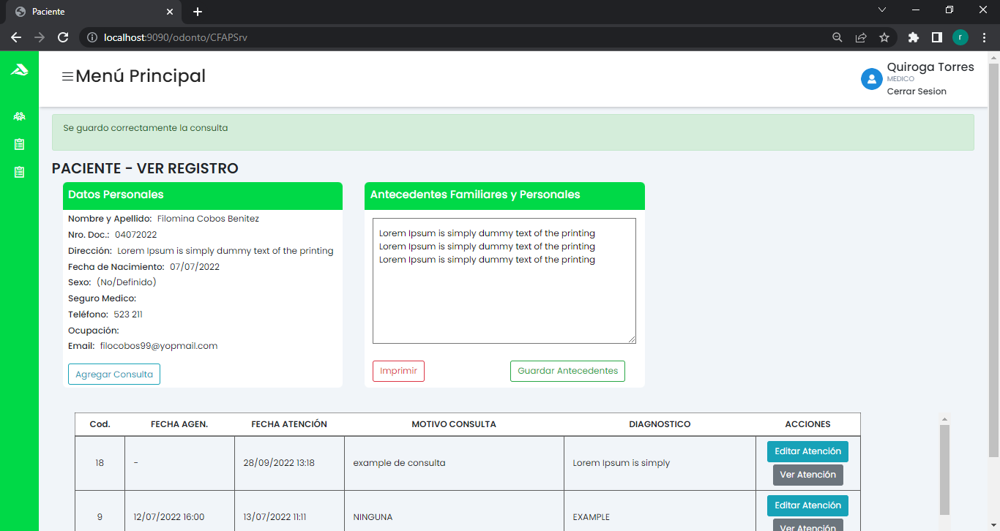 Paciente
localhost:9090/odonto/CFAPSrv
r
Menú Principal
Quiroga Torres
MEDICO
Cerrar Sesion
Se guardo correctamente la consulta
PACIENTE - VER REGISTRO
Datos Personales
Nombre y Apellido: Filomina Cobos Benitez
Nro. Doc.: 04072022
Dirección: Lorem Ipsum is simply dummy text of the printing
Fecha de Nacimiento: 07/07/2022
Sexo: (No/Definido)
Seguro Medico:
Teléfono: 523 211
Ocupación:
Email: filocobos99@yopmail.com
Agregar Consulta
Antecedentes Familiares y Personales
Lorem Ipsum is simply dummy text of the printing
Lorem Ipsum is simply dummy text of the printing
Lorem Ipsum is simply dummy text of the printing
Imprimir Guardar Antecedentes
Cod. FECHA AGEN. FECHA ATENCIÓN MOTIVO CONSULTA DIAGNOSTICO ACCIONES
18 - 28/09/2022 13:18 example de consulta Lorem Ipsum is simply Editar Atención
Ver Atención
9 12/07/2022 16:00 13/07/2022 11:11 NINGUNA EXAMPLE Editar Atención
Ver Atención